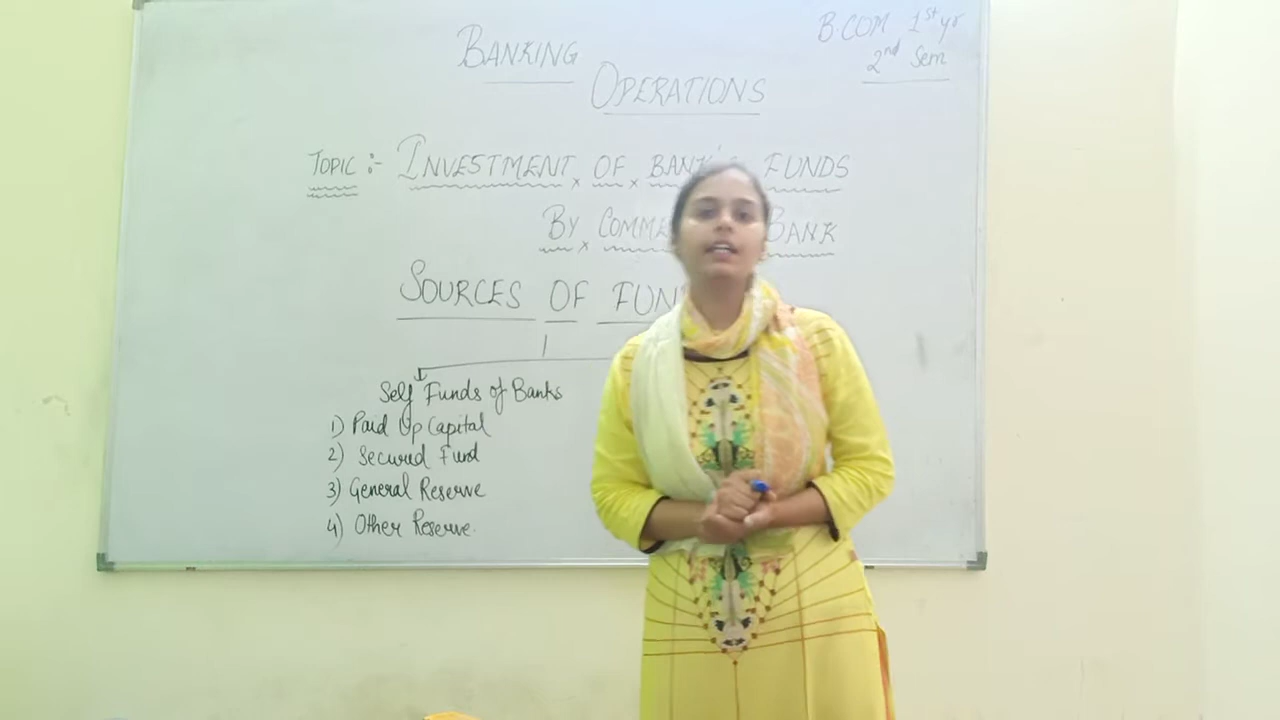 B.COM 1st yr
2nd Sem
BANKING
OPERATIONS
TOPIC :- INVESTMENT OF BANK'S FUNDS
BY BANK
SOURCES OF
Self Funds of Banks
1) Paid Up Capital
2) Secured Fund
3) General Reserve
4) Other Reserve.